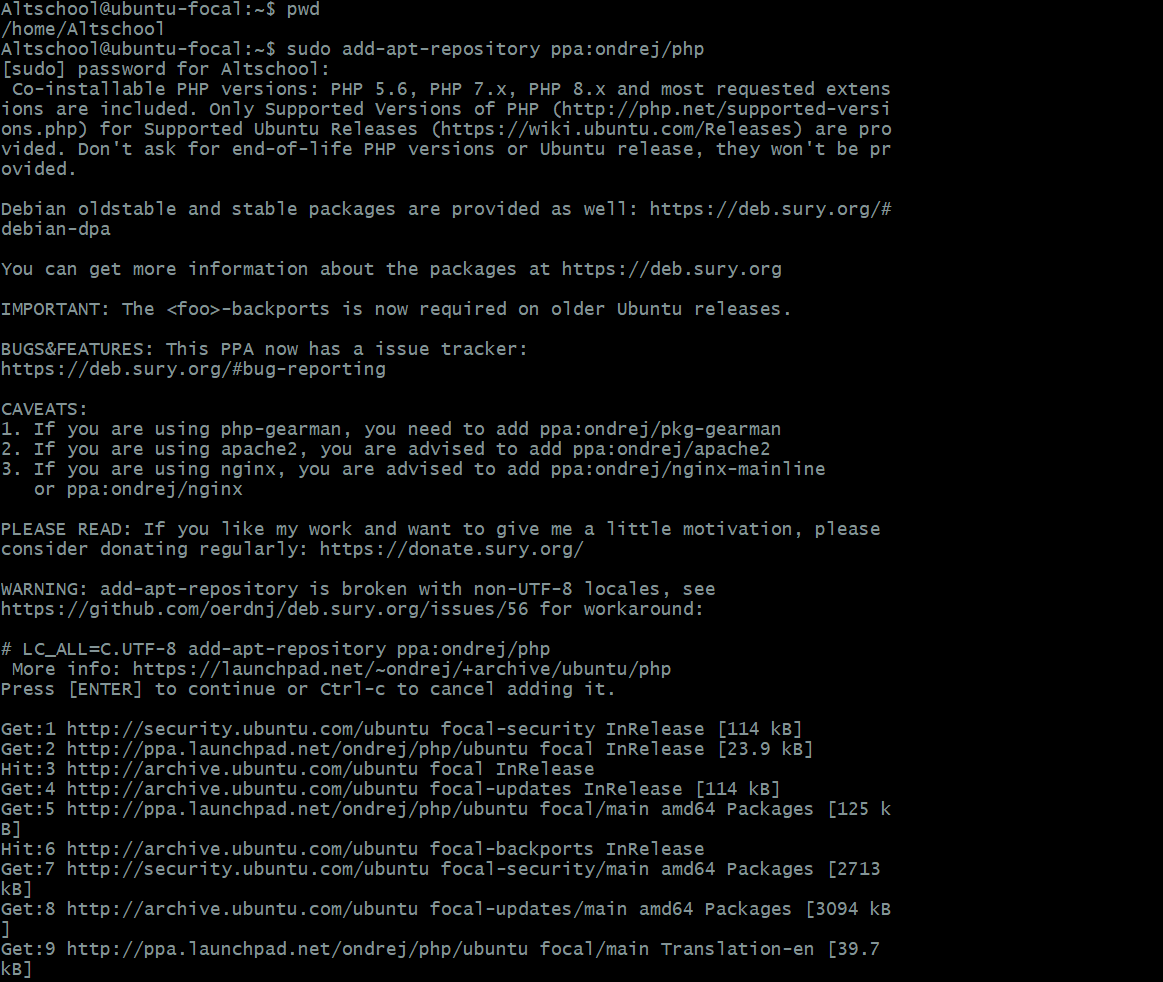 Altschool@ubuntu-focal:~$ pwd
/home/Altschool
Altschool@ubuntu-focal:~$ sudo add-apt-repository ppa:ondrej/php
[sudo] password for Altschool:
 Co-installable PHP versions: PHP 5.6, PHP 7.x, PHP 8.x and most requested extens
ions are included. Only Supported Versions of PHP (http://php.net/supported-versi
ons.php) for Supported Ubuntu Releases (https://wiki.ubuntu.com/Releases) are pro
vided. Don't ask for end-of-life PHP versions or Ubuntu release, they won't be pr
ovided.

Debian oldstable and stable packages are provided as well: https://deb.sury.org/#
debian-dpa

You can get more information about the packages at https://deb.sury.org

IMPORTANT: The <foo>-backports is now required on older Ubuntu releases.

BUGS&FEATURES: This PPA now has a issue tracker:
https://deb.sury.org/#bug-reporting

CAVEATS:
1. If you are using php-gearman, you need to add ppa:ondrej/pkg-gearman
2. If you are using apache2, you are advised to add ppa:ondrej/apache2
3. If you are using nginx, you are advised to add ppa:ondrej/nginx-mainline
   or ppa:ondrej/nginx

PLEASE READ: If you like my work and want to give me a little motivation, please
consider donating regularly: https://donate.sury.org/

WARNING: add-apt-repository is broken with non-UTF-8 locales, see
https://github.com/oerdnj/deb.sury.org/issues/56 for workaround:

# LC_ALL=C.UTF-8 add-apt-repository ppa:ondrej/php
 More info: https://launchpad.net/~ondrej/+archive/ubuntu/php
Press [ENTER] to continue or Ctrl-c to cancel adding it.

Get:1 http://security.ubuntu.com/ubuntu focal-security InRelease [114 kB]
Get:2 http://ppa.launchpad.net/ondrej/php/ubuntu focal InRelease [23.9 kB]
Hit:3 http://archive.ubuntu.com/ubuntu focal InRelease
Get:4 http://archive.ubuntu.com/ubuntu focal-updates InRelease [114 kB]
Get:5 http://ppa.launchpad.net/ondrej/php/ubuntu focal/main amd64 Packages [125 k
B]
Hit:6 http://archive.ubuntu.com/ubuntu focal-backports InRelease
Get:7 http://security.ubuntu.com/ubuntu focal-security/main amd64 Packages [2713
kB]
Get:8 http://archive.ubuntu.com/ubuntu focal-updates/main amd64 Packages [3094 kB
]
Get:9 http://ppa.launchpad.net/ondrej/php/ubuntu focal/main Translation-en [39.7
kB]